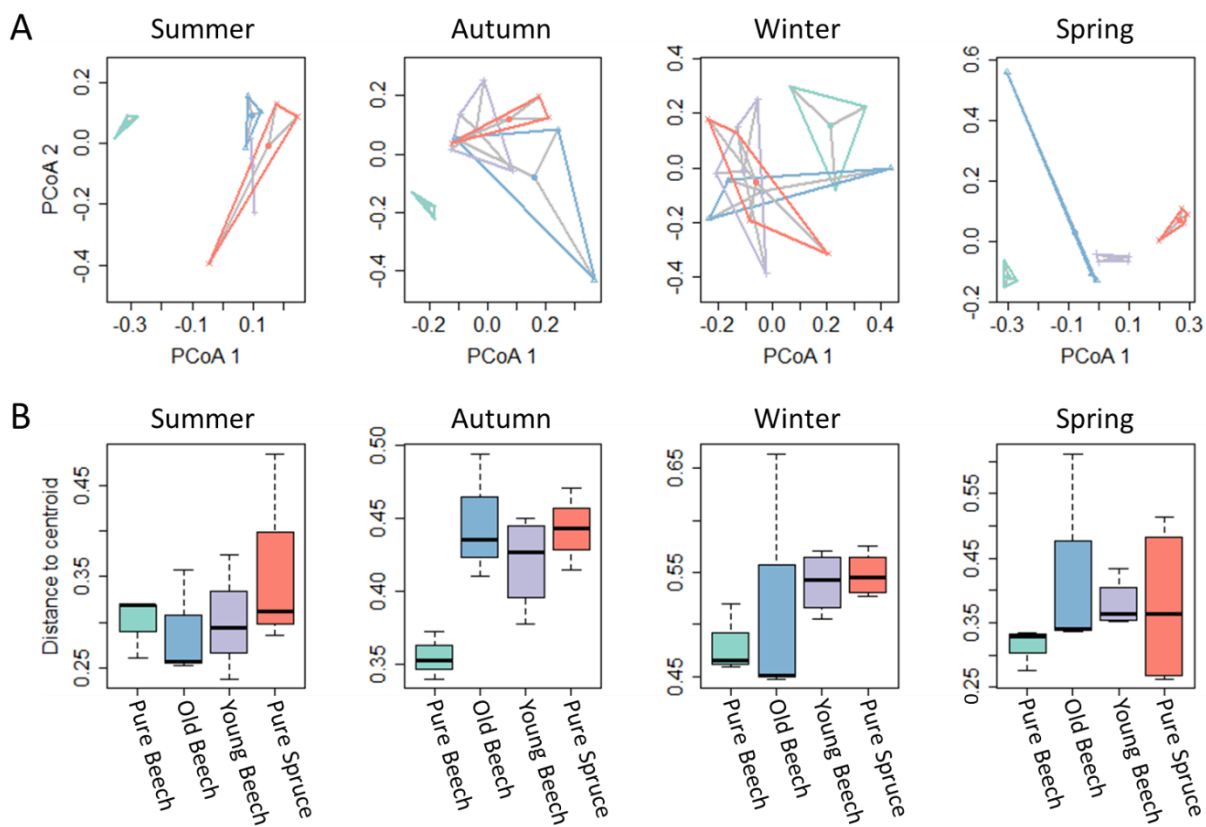 A
Summer
Autumn
Winter
Spring
PCoA 2
0.2
0.0
-0.2
-0.4
-0.3
-0.1
0.1
PCoA 1
0.2
0.0
-0.2
-0.4
-0.2
0.0
0.2
PCoA 1
0.4
0.2
0.0
-0.2
-0.4
-0.2
0.0
0.2
0.4
PCoA 1
0.6
0.4
0.2
0.0
-0.2
-0.3
-0.1
0.1
0.3
PCoA 1
B
Summer
Autumn
Winter
Spring
Distance to centroid
0.45
0.35
0.25
Pure Beech
Old Beech
Young Beech
Pure Spruce
0.50
0.45
0.40
0.35
Pure Beech
Old Beech
Young Beech
Pure Spruce
0.65
0.55
0.45
Pure Beech
Old Beech
Young Beech
Pure Spruce
0.55
0.45
0.35
0.25
Pure Beech
Old Beech
Young Beech
Pure Spruce